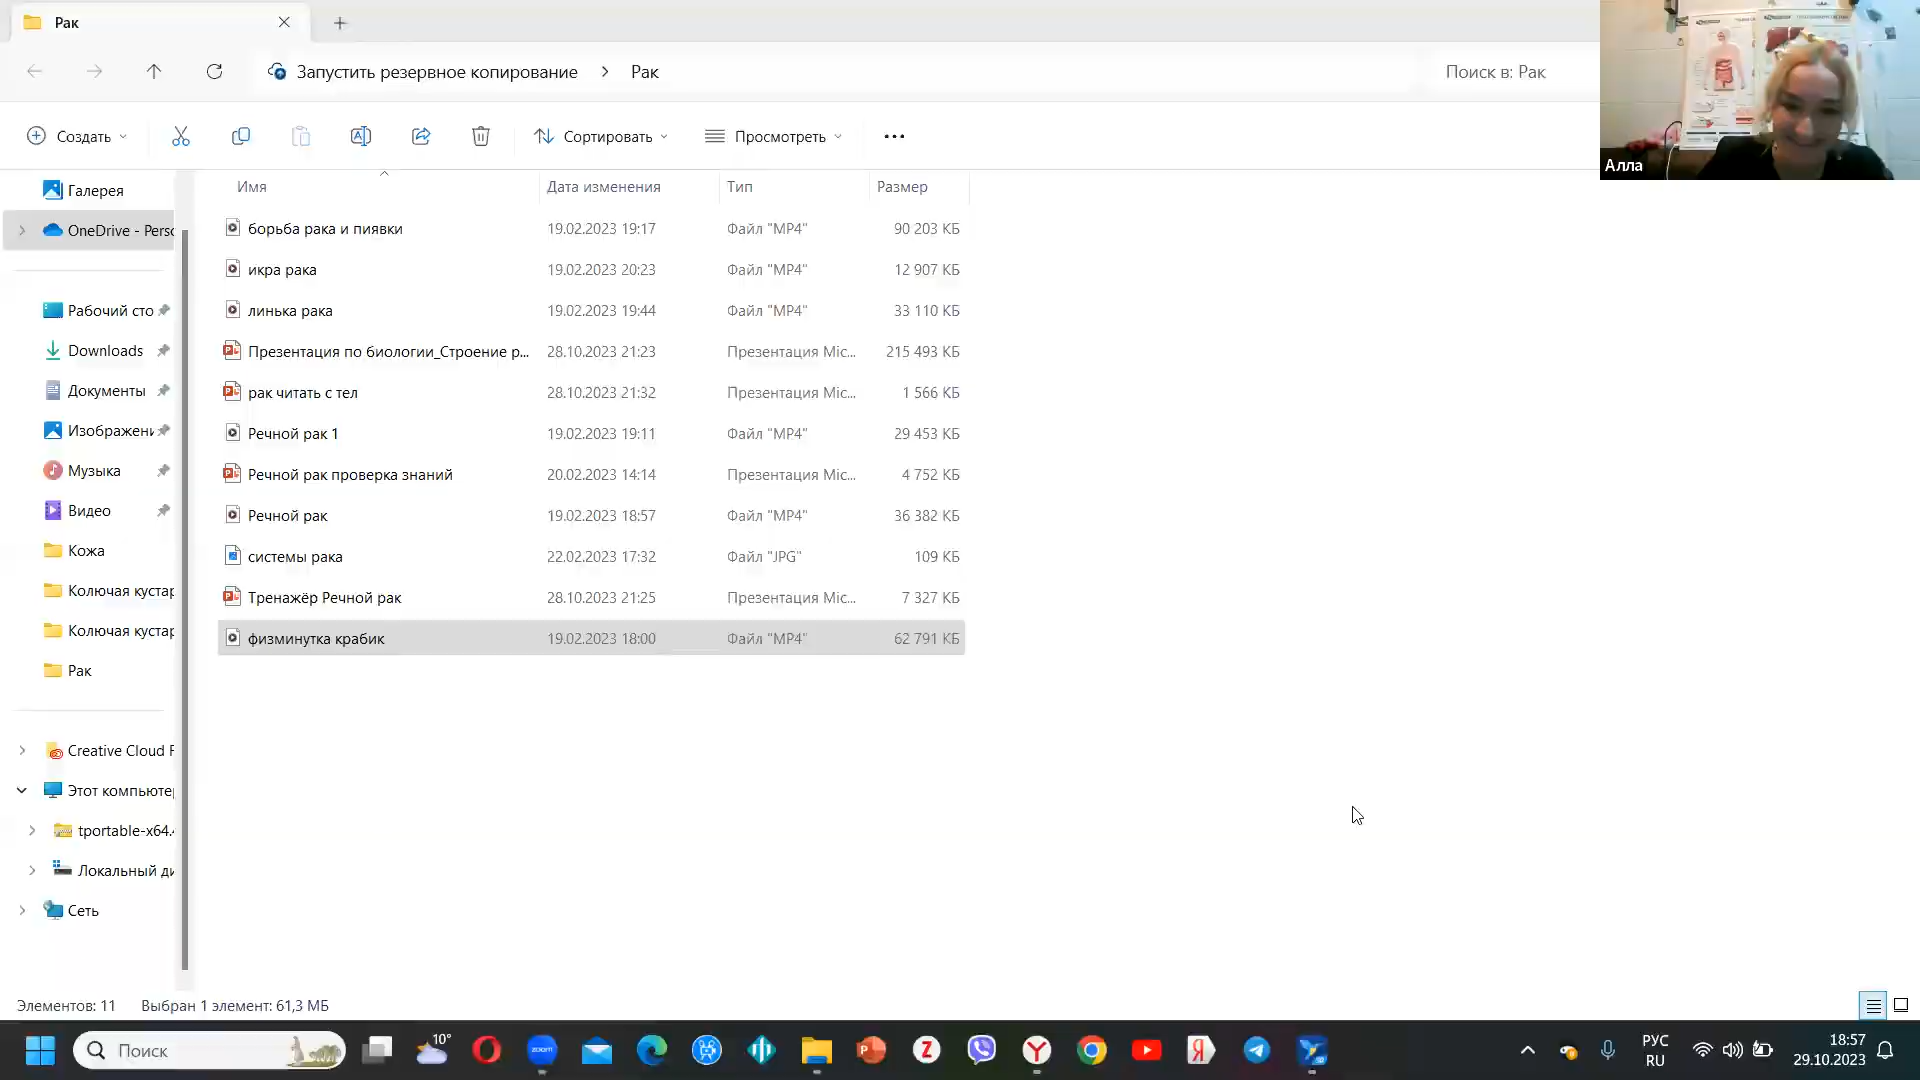 Рак
Запустить резервное копирование > Рак
Поиск в: Рак
Создать
Сортировать
Просмотреть
Алла
Имя
Дата изменения
Тип
Размер
борьба рака и пиявки 19.02.2023 19:17 Файл "MP4" 90 203 КБ
икра рака 19.02.2023 20:23 Файл "MP4" 12 907 КБ
линька рака 19.02.2023 19:44 Файл "MP4" 33 110 КБ
Презентация по биологии_Строение р... 28.10.2023 21:23 Презентация Mic... 215 493 КБ
рак читать с тел 28.10.2023 21:32 Презентация Mic... 1 566 КБ
Речной рак 1 19.02.2023 19:11 Файл "MP4" 29 453 КБ
Речной рак проверка знаний 20.02.2023 14:14 Презентация Mic... 4 752 КБ
Речной рак 19.02.2023 18:57 Файл "MP4" 36 382 КБ
системы рака 22.02.2023 17:32 Файл "JPG" 109 КБ
Тренажёр Речной рак 28.10.2023 21:25 Презентация Mic... 7 327 КБ
физминутка крабик 19.02.2023 18:00 Файл "MP4" 62 791 КБ
Галерея
OneDrive - Persc
Рабочий сто
Downloads
Документы
Изображени
Музыка
Видео
Кожа
Колючая кустар
Колючая кустар
Рак
Creative Cloud F
Этот компьютер
tportable-x64.4
Локальный ди
Сеть
Элементов: 11
Выбран 1 элемент: 61,3 МБ
Поиск
10°
zoom
РУС
RU
18:57
29.10.2023